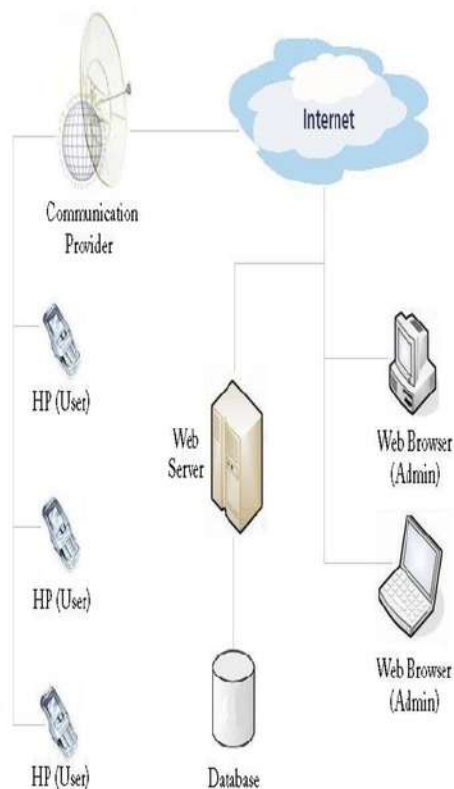 Internet
Communication
Provider
HP (User)
Web
Server
Web Browser
(Admin)
HP (User)
Web Browser
(Admin)
HP (User)
Database